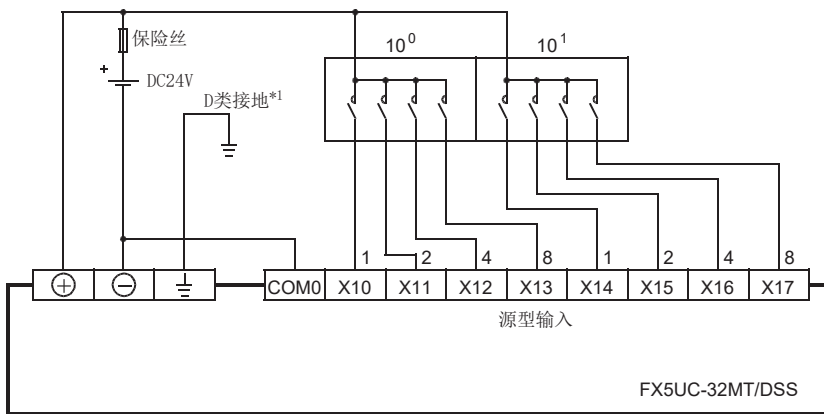 保险丝
+
DC24V
D类接地*1
10⁰ 10¹
1 2 4 8 1 2 4 8
+ − COM0 X10 X11 X12 X13 X14 X15 X16 X17
源型输入
FX5UC-32MT/DSS